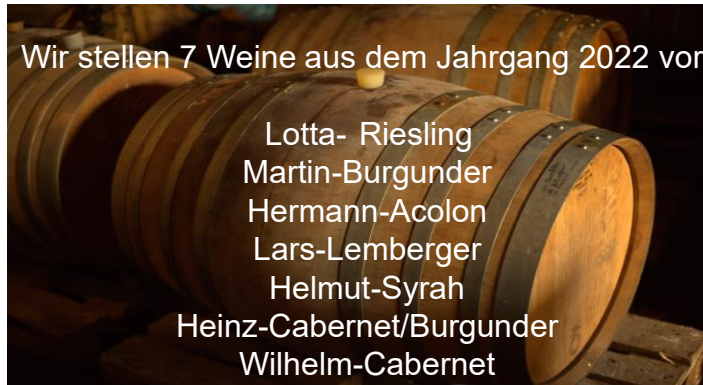 Wir stellen 7 Weine aus dem Jahrgang 2022 vor
Lotta- Riesling
Martin-Burgunder
Hermann-Acolon
Lars-Lemberger
Helmut-Syrah
Heinz-Cabernet/Burgunder
Wilhelm-Cabernet